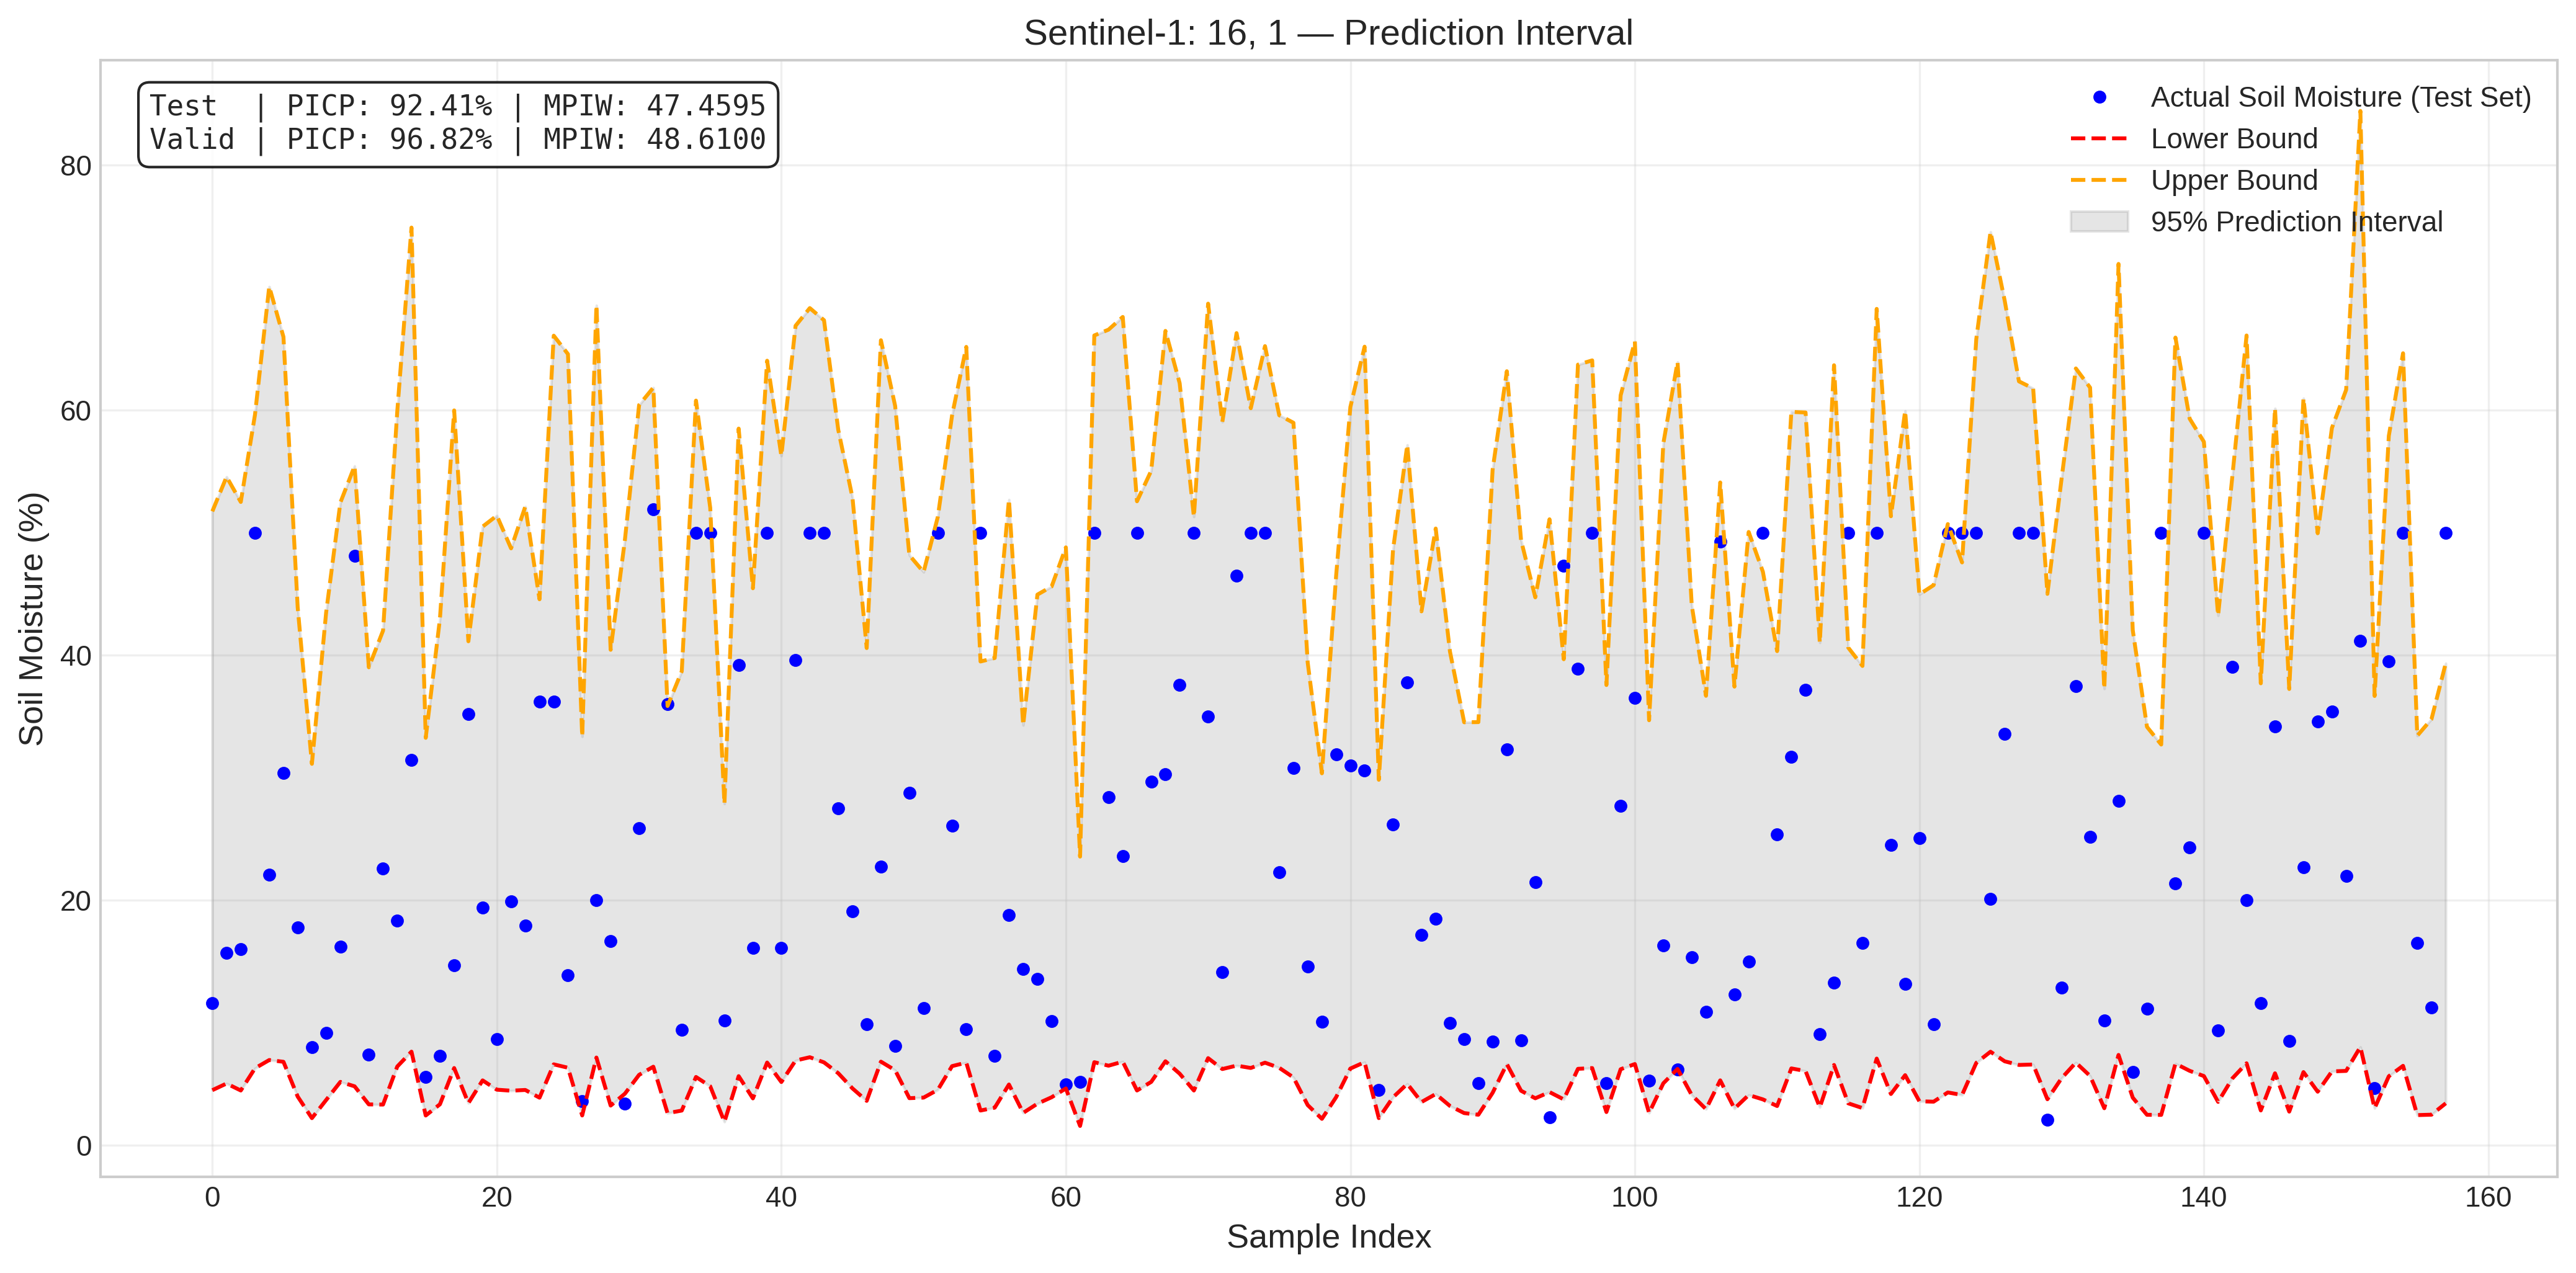 Sentinel-1: 16, 1 — Prediction Interval
Test  | PICP: 92.41% | MPIW: 47.4595
Valid | PICP: 96.82% | MPIW: 48.6100
Actual Soil Moisture (Test Set)
Lower Bound
Upper Bound
95% Prediction Interval
Soil Moisture (%)
80
60
40
20
0
0 20 40 60 80 100 120 140 160
Sample Index